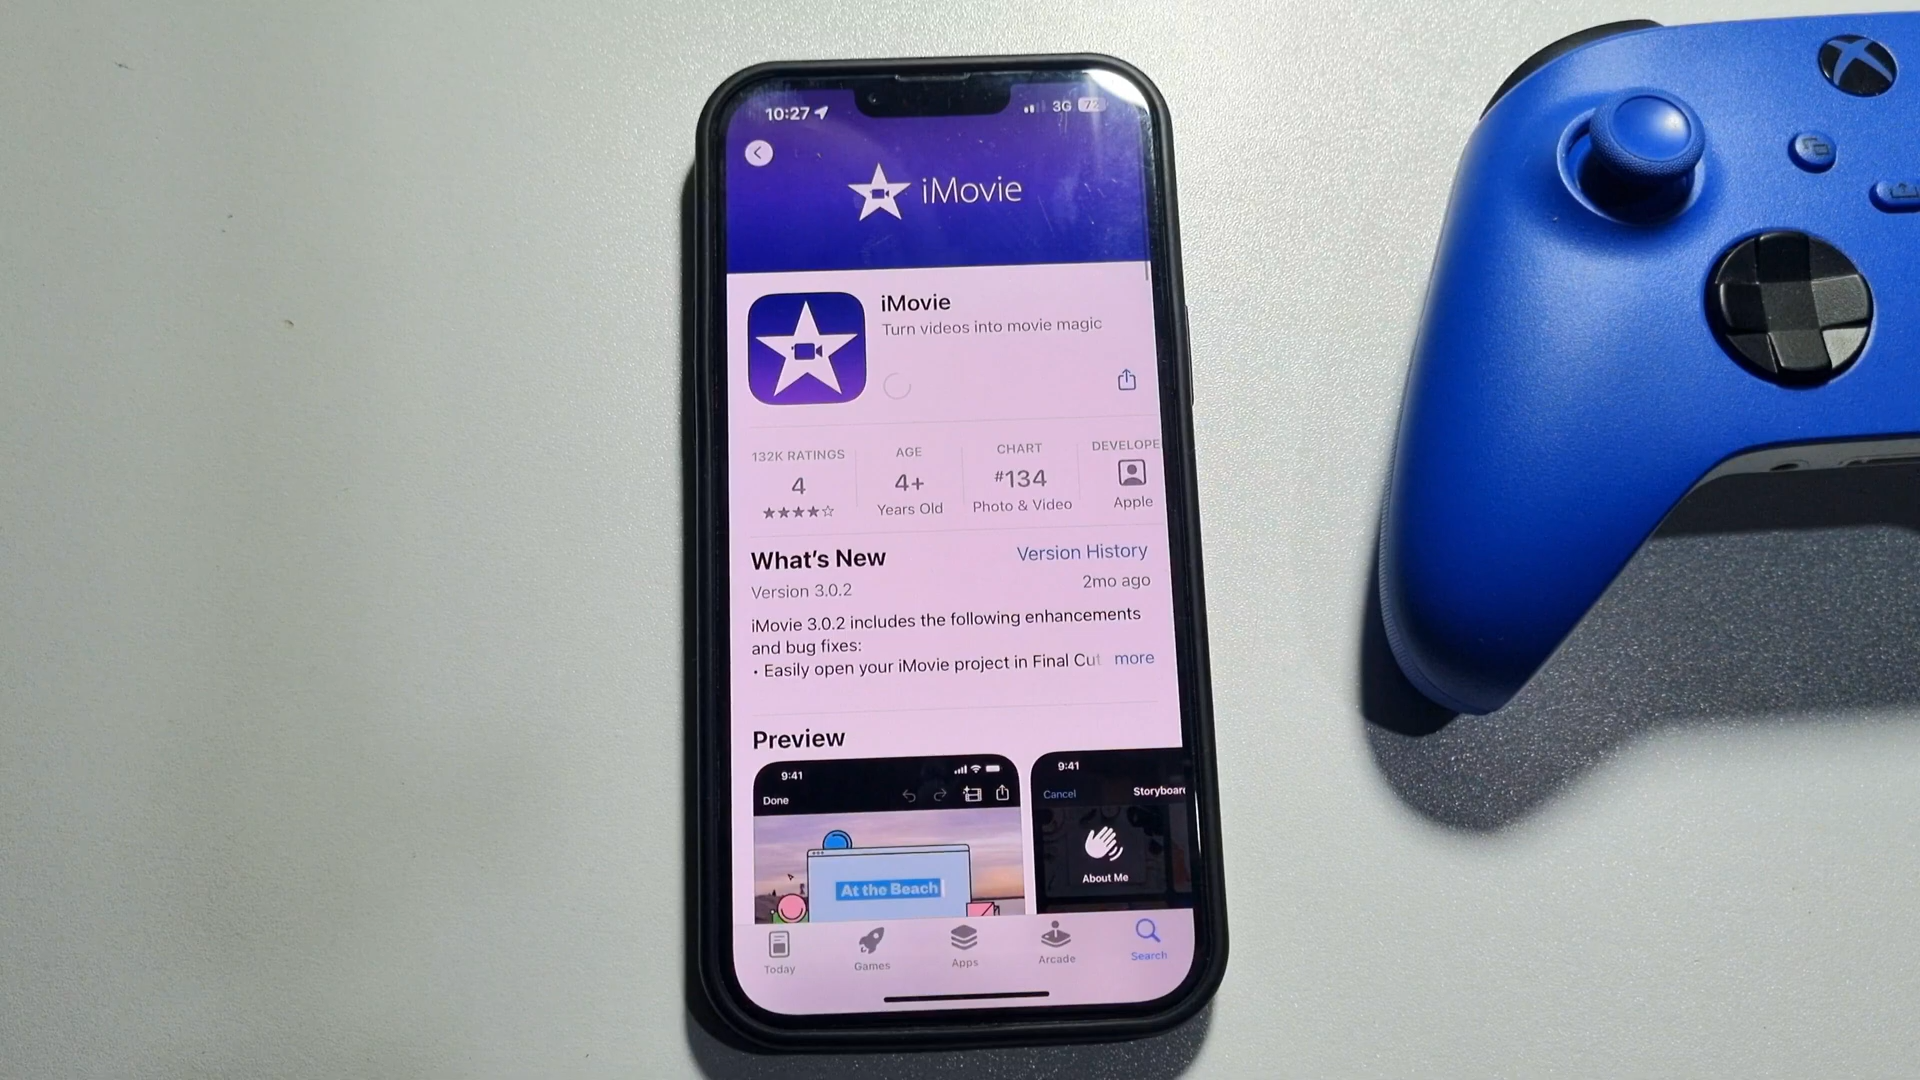 10:27
3G 72
iMovie
iMovie
Turn videos into movie magic
132K RATINGS
4
AGE
4+
Years Old
CHART
#134
Photo & Video
DEVELOPE
Apple
What's New
Version History
Version 3.0.2
2mo ago
iMovie 3.0.2 includes the following enhancements
and bug fixes:
• Easily open your iMovie project in Final Cut more
Preview
9:41
Done
At the Beach
9:41
Cancel
Storyboard
About Me
Today
Games
Apps
Arcade
Search